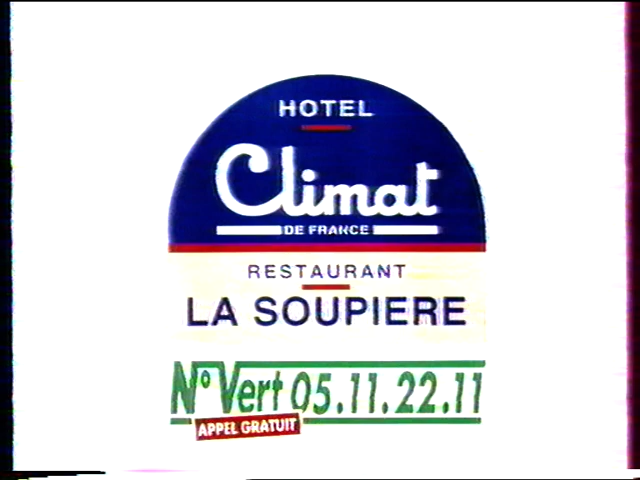 HOTEL
Climat
DE FRANCE
RESTAURANT
LA SOUPIERE
N° Vert 05.11.22.11
APPEL GRATUIT